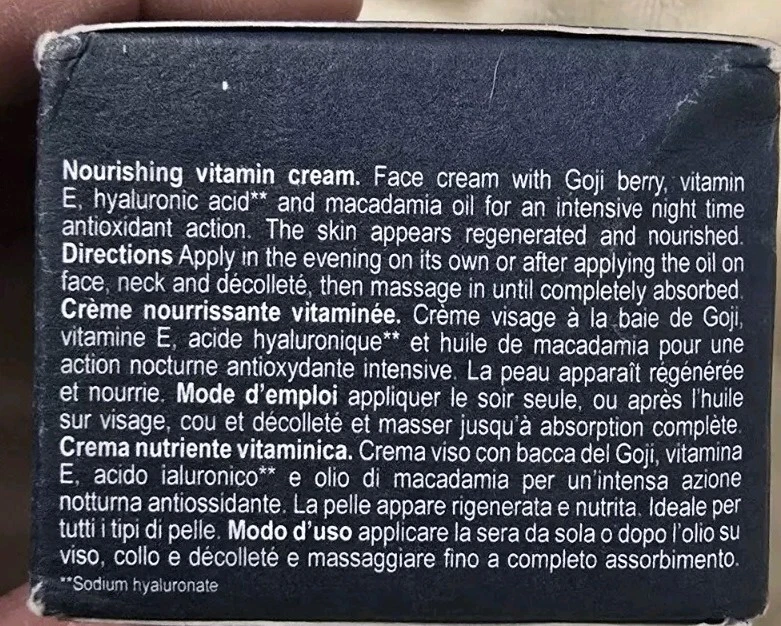 Nourishing vitamin cream. Face cream with Goji berry, vitamin
E, hyaluronic acid** and macadamia oil for an intensive night time
antioxidant action. The skin appears regenerated and nourished.
Directions Apply in the evening on its own or after applying the oil on
face, neck and décolleté, then massage in until completely absorbed.
Crème nourrissante vitaminée. Crème visage à la baie de Goji,
vitamine E, acide hyaluronique** et huile de macadamia pour une
action nocturne antioxydante intensive. La peau apparaît régénérée
et nourrie. Mode d'emploi appliquer le soir seule, ou après l'huile
sur visage, cou et décolleté et masser jusqu'à absorption complète.
Crema nutriente vitaminica. Crema viso con bacca del Goji, vitamina
E, acido ialuronico** e olio di macadamia per un'intensa azione
notturna antiossidante. La pelle appare rigenerata e nutrita. Ideale per
tutti i tipi di pelle. Modo d'uso applicare la sera da sola o dopo l'olio su
viso, collo e décolleté e massaggiare fino a completo assorbimento.
**Sodium hyaluronate